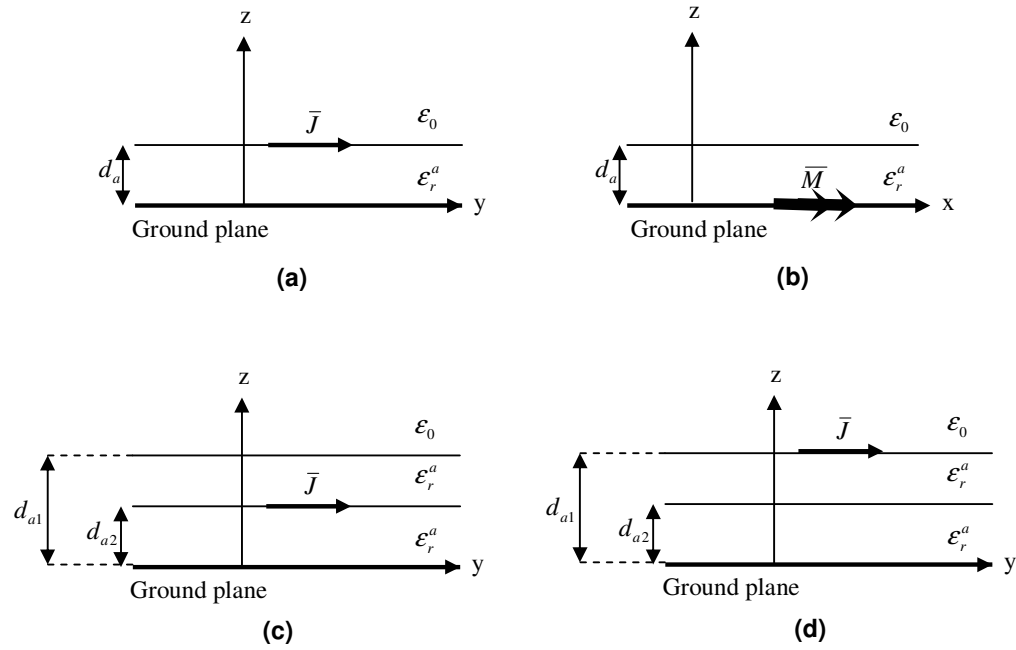 z
J̅
ε₀
dₐ
εᵣᵃ
y
Ground plane
(a)
z
ε₀
dₐ
M̅
εᵣᵃ
x
Ground plane
(b)
z
ε₀
εᵣᵃ
dₐ₁
J̅
dₐ₂
εᵣᵃ
y
Ground plane
(c)
z
J̅
ε₀
εᵣᵃ
dₐ₁
dₐ₂
εᵣᵃ
y
Ground plane
(d)